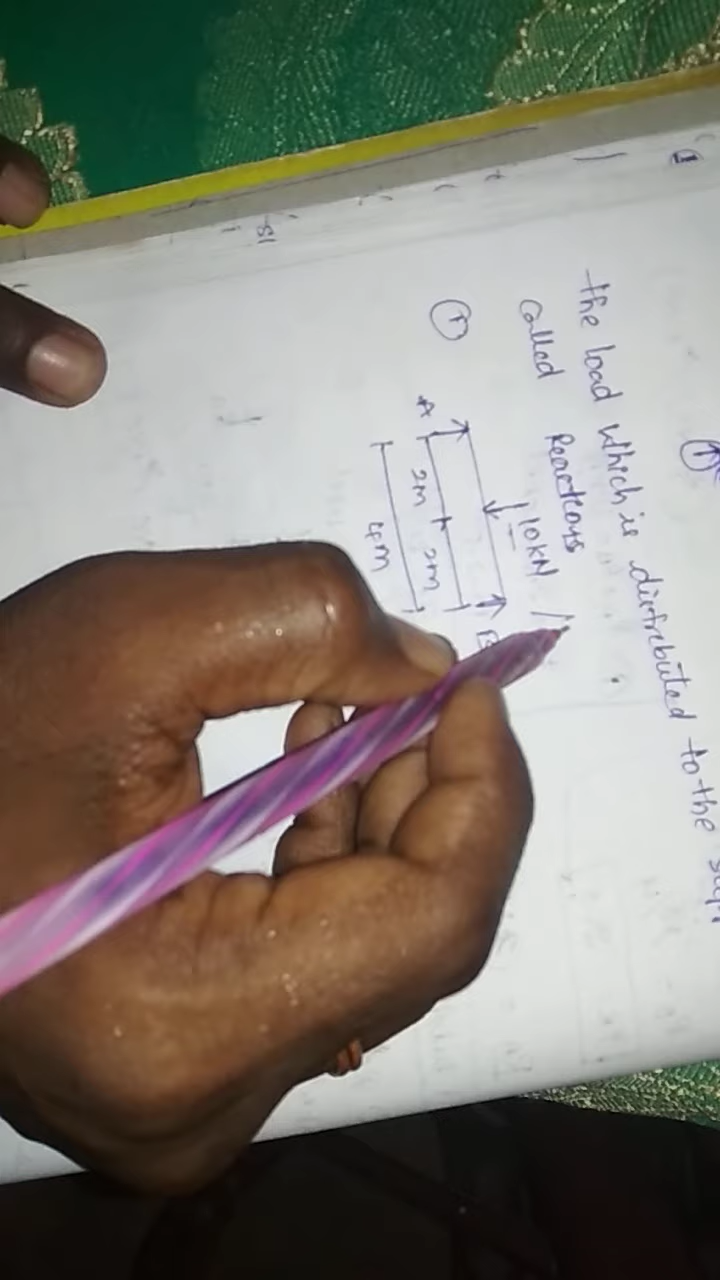 the load which is distributed to the
called Reactions
①
10KN
A
B
2m 2m
4m